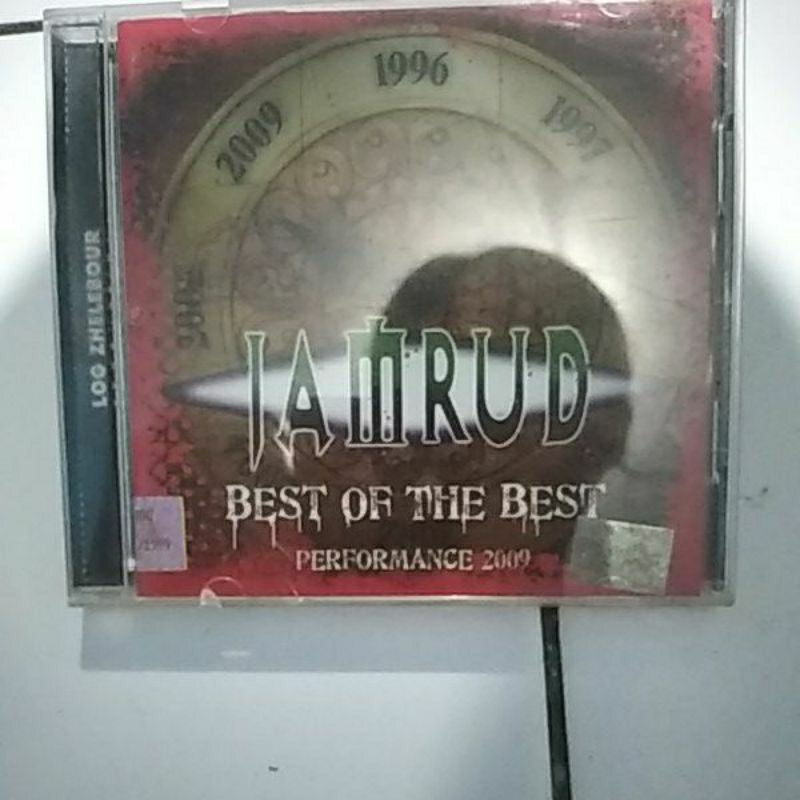 1996
2009
1997
LOG ZHELEBOUR
JAMRUD
BEST OF THE BEST
PERFORMANCE 2009